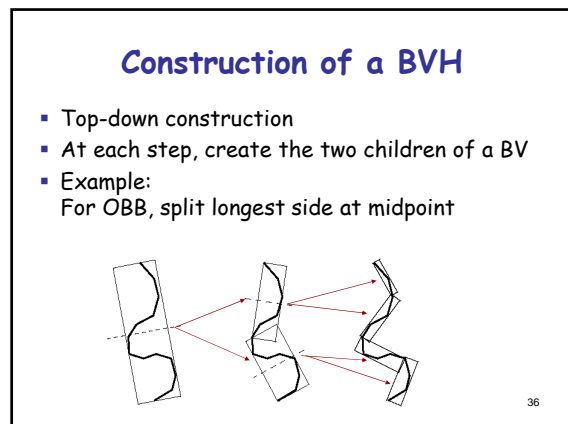 Construction of a BVH
▪ Top-down construction
▪ At each step, create the two children of a BV
▪ Example:
For OBB, split longest side at midpoint
36